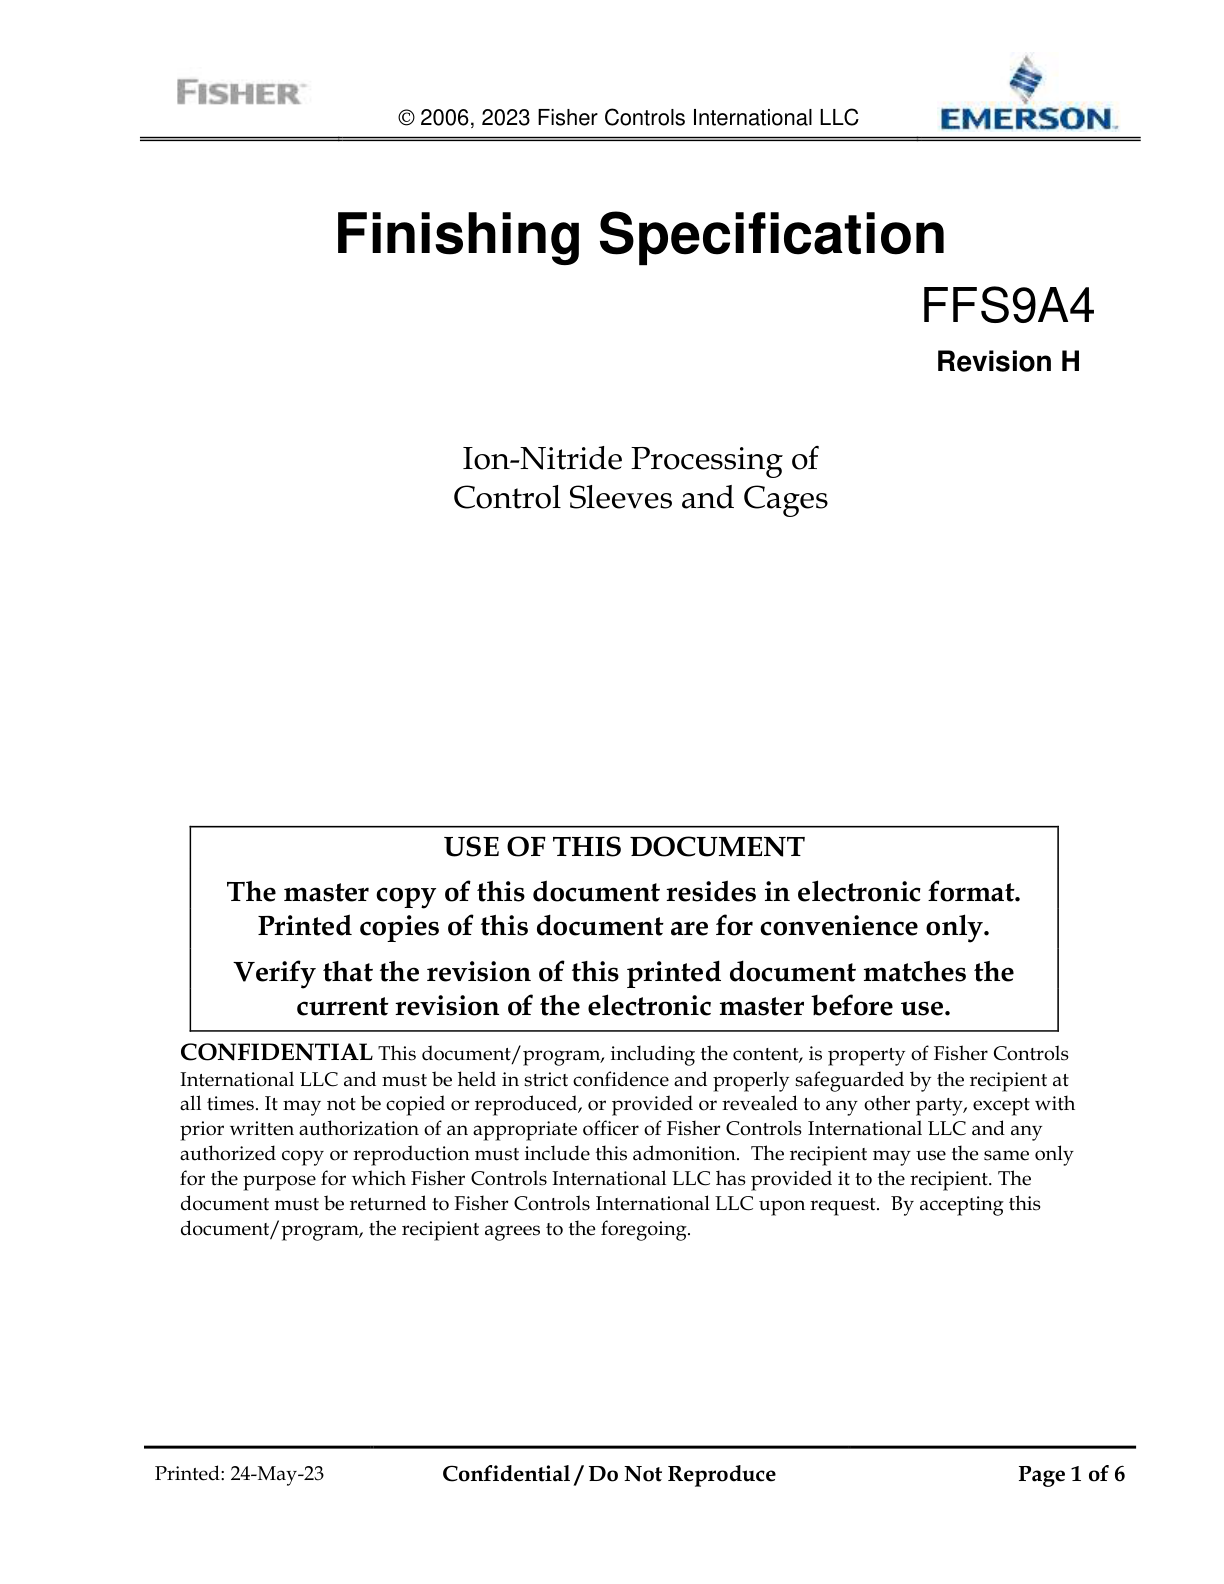 FISHER™
© 2006, 2023 Fisher Controls International LLC
EMERSON™
Finishing Specification
FFS9A4
Revision H
Ion-Nitride Processing of
Control Sleeves and Cages
USE OF THIS DOCUMENT
The master copy of this document resides in electronic format.
Printed copies of this document are for convenience only.
Verify that the revision of this printed document matches the
current revision of the electronic master before use.
CONFIDENTIAL This document/program, including the content, is property of Fisher Controls
International LLC and must be held in strict confidence and properly safeguarded by the recipient at
all times. It may not be copied or reproduced, or provided or revealed to any other party, except with
prior written authorization of an appropriate officer of Fisher Controls International LLC and any
authorized copy or reproduction must include this admonition. The recipient may use the same only
for the purpose for which Fisher Controls International LLC has provided it to the recipient. The
document must be returned to Fisher Controls International LLC upon request. By accepting this
document/program, the recipient agrees to the foregoing.
Printed: 24-May-23
Confidential / Do Not Reproduce
Page 1 of 6